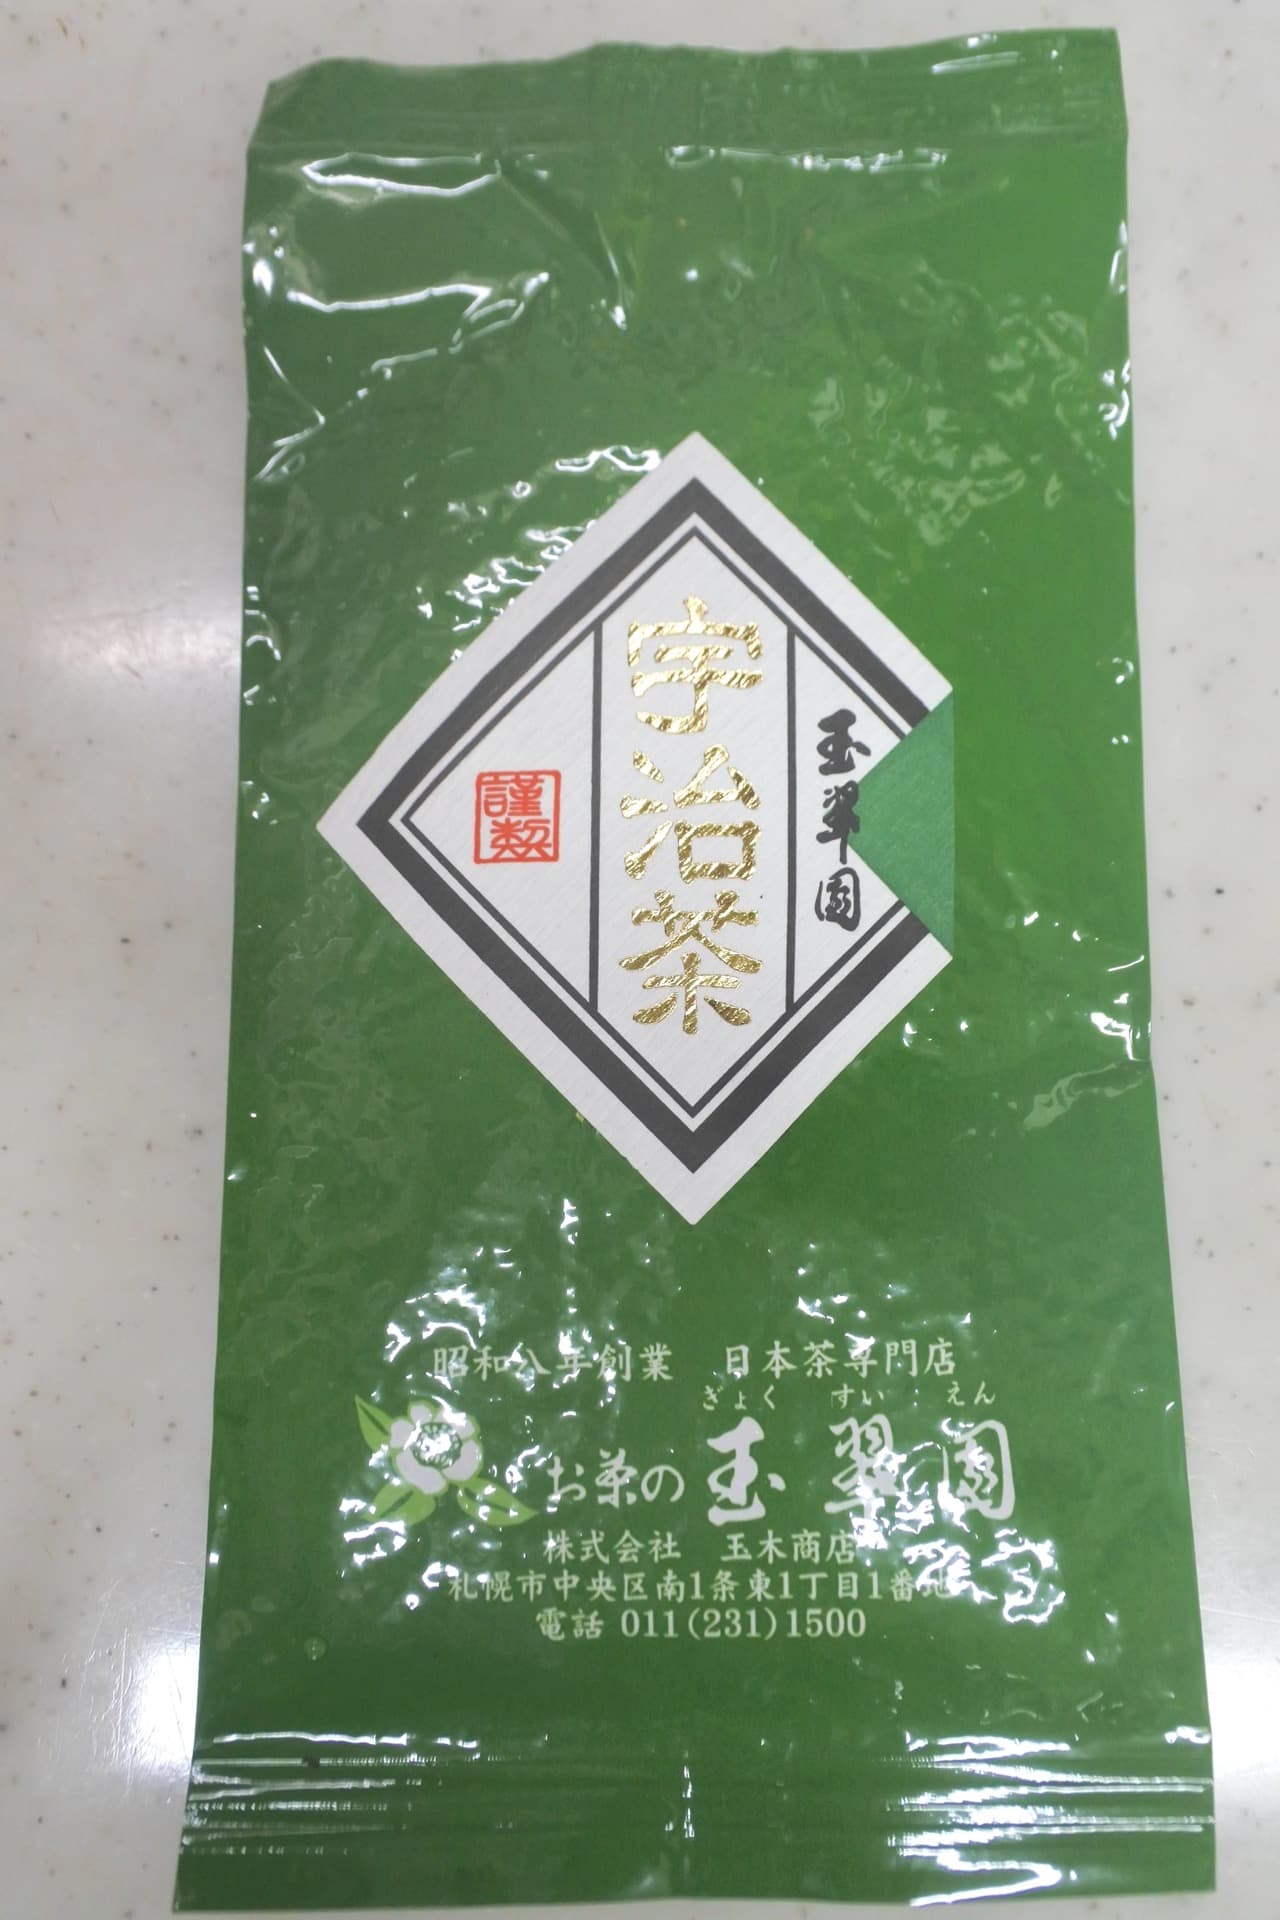 玉翠園
宇治茶
謹製
昭和八年創業 日本茶専門店
ぎょく すい えん
お茶の 玉翠園
株式会社 玉木商店
札幌市中央区南1条東1丁目1番地
電話 011(231)1500